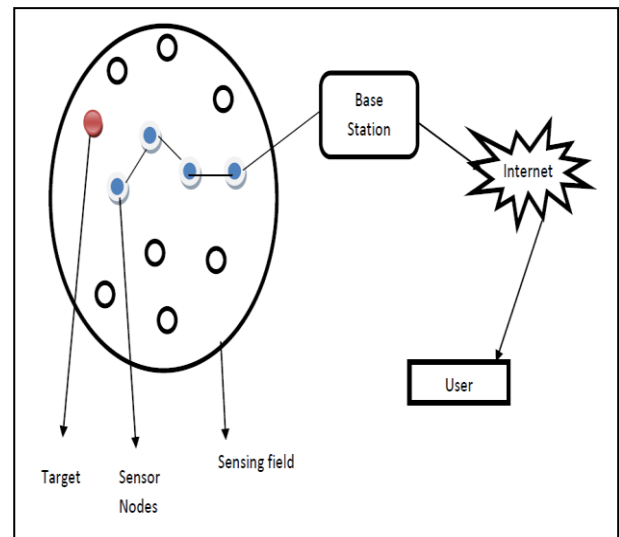 Base
Station
Internet
User
Sensing field
Target
Sensor
Nodes